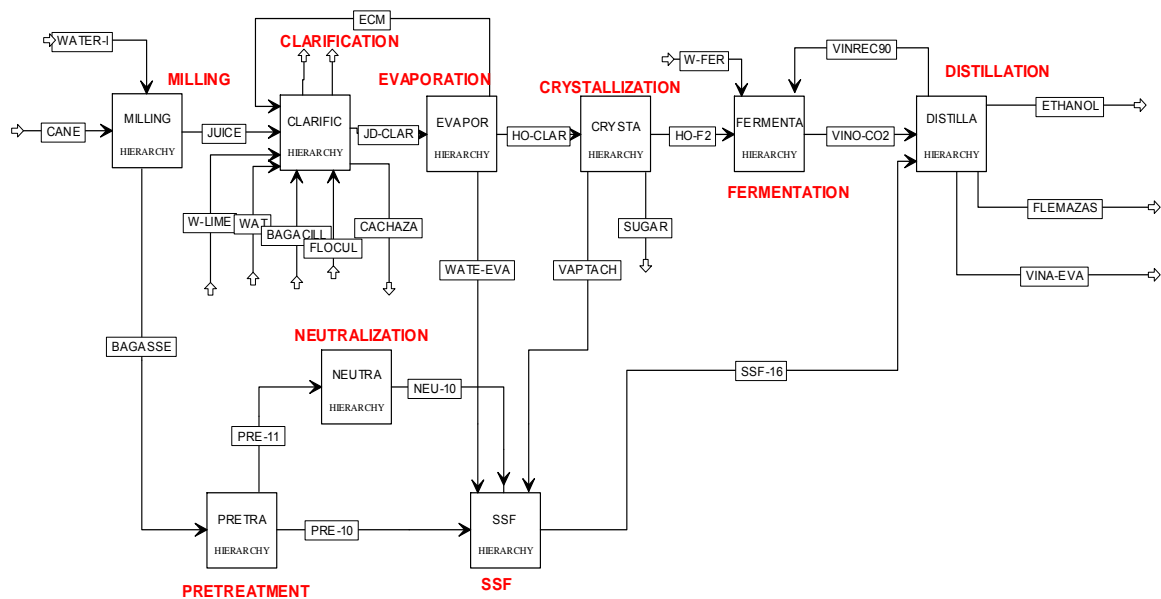 ECM
WATER-I
CLARIFICATION
VINREC90
W-FER
MILLING
EVAPORATION
CRYSTALLIZATION
DISTILLATION
CANE
MILLING
HIERARCHY
JUICE
CLARIFIC
HIERARCHY
JD-CLAR
EVAPOR
HIERARCHY
HO-CLAR
CRYSTA
HIERARCHY
HO-F2
FERMENTA
HIERARCHY
VINO-CO2
DISTILLA
HIERARCHY
ETHANOL
FERMENTATION
FLEMAZAS
W-LIME
WAT
BAGACILL
FLOCUL
CACHAZA
SUGAR
WATE-EVA
VAPTACH
VINA-EVA
BAGASSE
NEUTRALIZATION
NEUTRA
HIERARCHY
NEU-10
SSF-16
PRE-11
PRETRA
HIERARCHY
PRE-10
SSF
HIERARCHY
PRETREATMENT
SSF